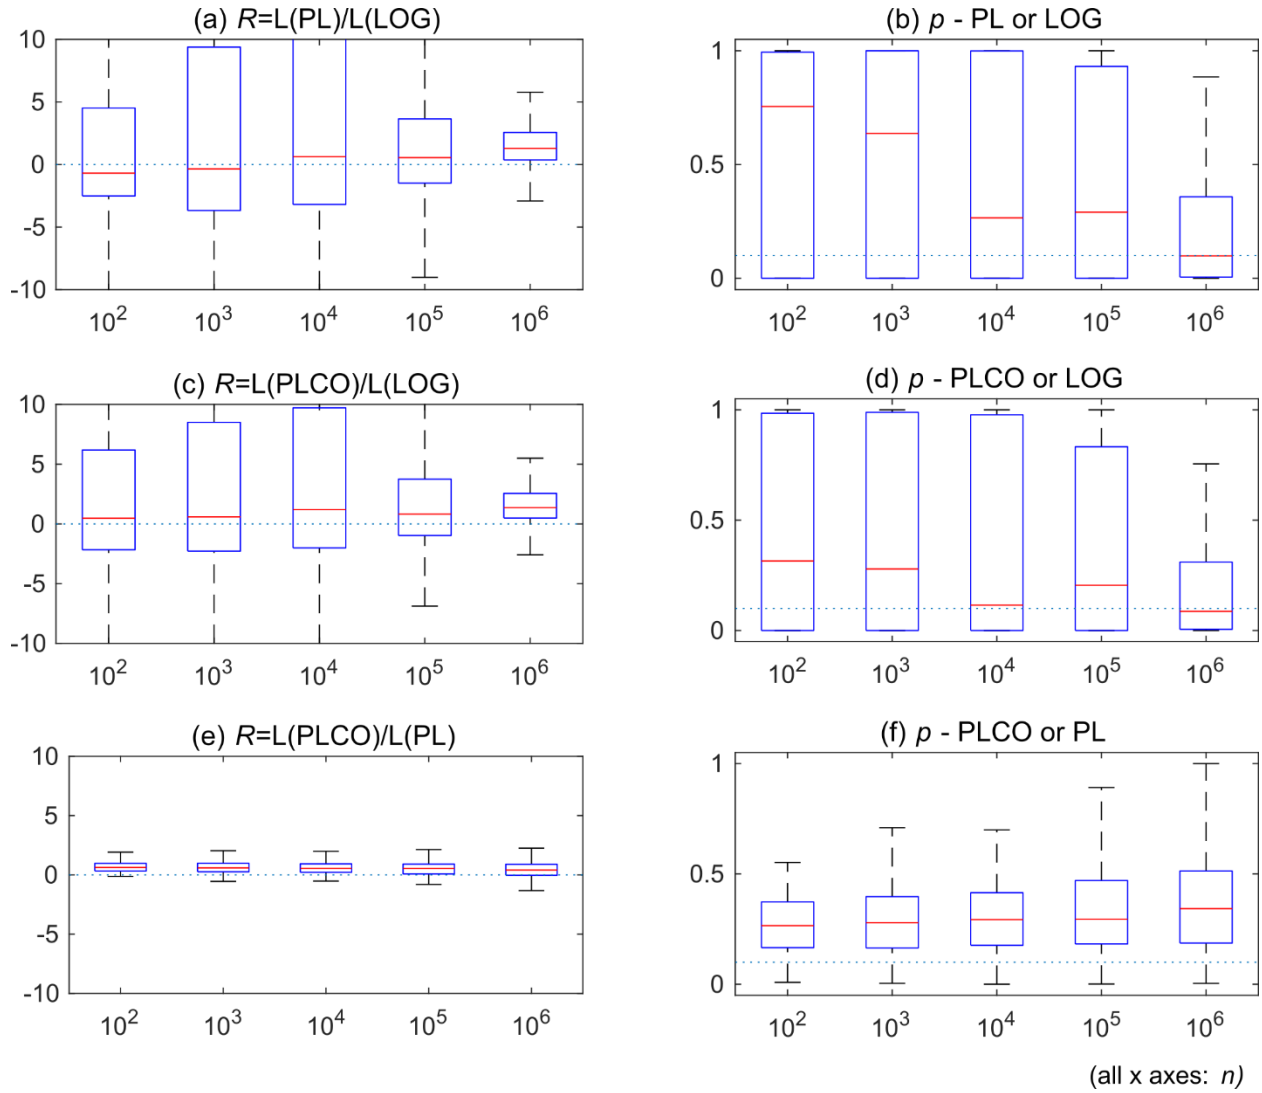 (a) R=L(PL)/L(LOG)
10
5
0
-5
-10
10² 10³ 10⁴ 10⁵ 10⁶
(b) p - PL or LOG
1
0.5
0
10² 10³ 10⁴ 10⁵ 10⁶
(c) R=L(PLCO)/L(LOG)
10
5
0
-5
-10
10² 10³ 10⁴ 10⁵ 10⁶
(d) p - PLCO or LOG
1
0.5
0
10² 10³ 10⁴ 10⁵ 10⁶
(e) R=L(PLCO)/L(PL)
10
5
0
-5
-10
10² 10³ 10⁴ 10⁵ 10⁶
(f) p - PLCO or PL
1
0.5
0
10² 10³ 10⁴ 10⁵ 10⁶
(all x axes: n)